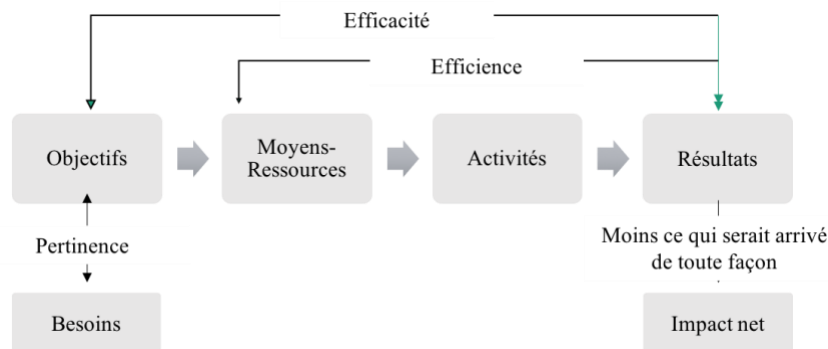 Efficacité
Efficience
Objectifs
Moyens-
Ressources
Activités
Résultats
Pertinence
Moins ce qui serait arrivé
de toute façon
Besoins
Impact net